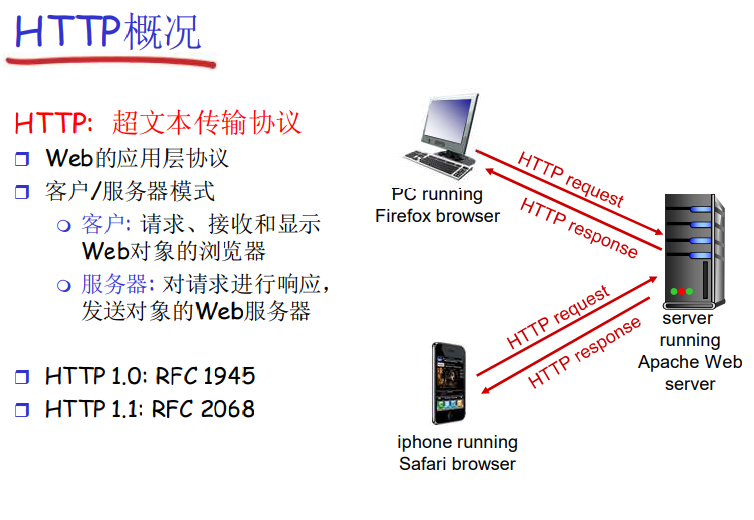 HTTP概况
HTTP: 超文本传输协议
Web的应用层协议
客户/服务器模式
客户: 请求、接收和显示
Web对象的浏览器
服务器: 对请求进行响应，
发送对象的Web服务器
HTTP 1.0: RFC 1945
HTTP 1.1: RFC 2068
PC running
Firefox browser
HTTP request
HTTP response
server
running
Apache Web
server
HTTP request
HTTP response
iphone running
Safari browser